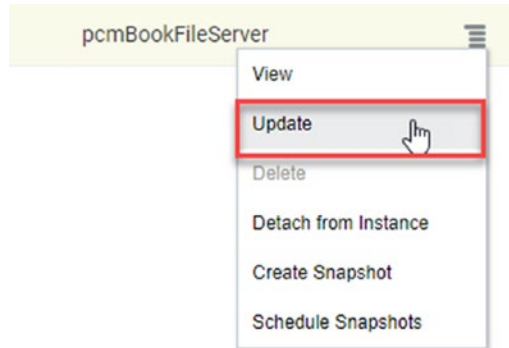 pcmBookFileServer
View
Update
Delete
Detach from Instance
Create Snapshot
Schedule Snapshots